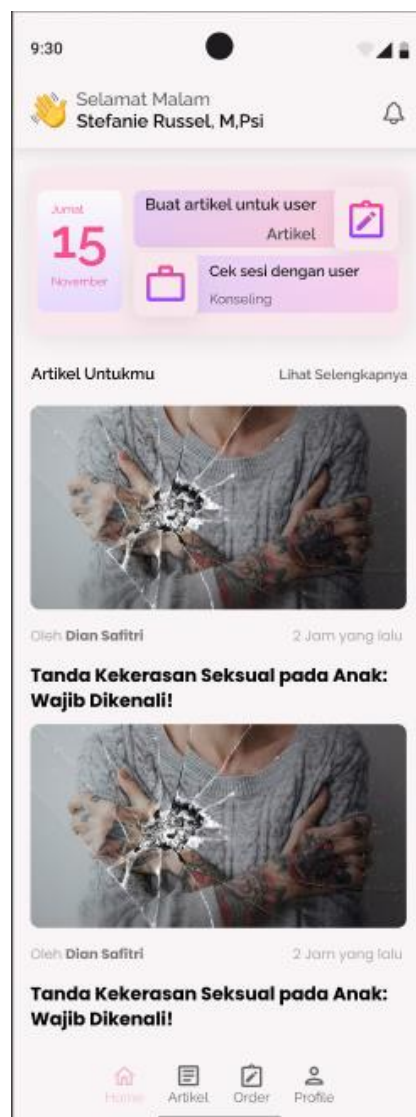 9:30
Selamat Malam
Stefanie Russel, M,Psi
Jumat
15
November
Buat artikel untuk user
Artikel
Cek sesi dengan user
Konseling
Artikel Untukmu
Lihat Selengkapnya
Oleh Dian Safitri
2 Jam yang lalu
Tanda Kekerasan Seksual pada Anak:
Wajib Dikenali!
Oleh Dian Safitri
2 Jam yang lalu
Tanda Kekerasan Seksual pada Anak:
Wajib Dikenali!
Home
Artikel
Order
Profile